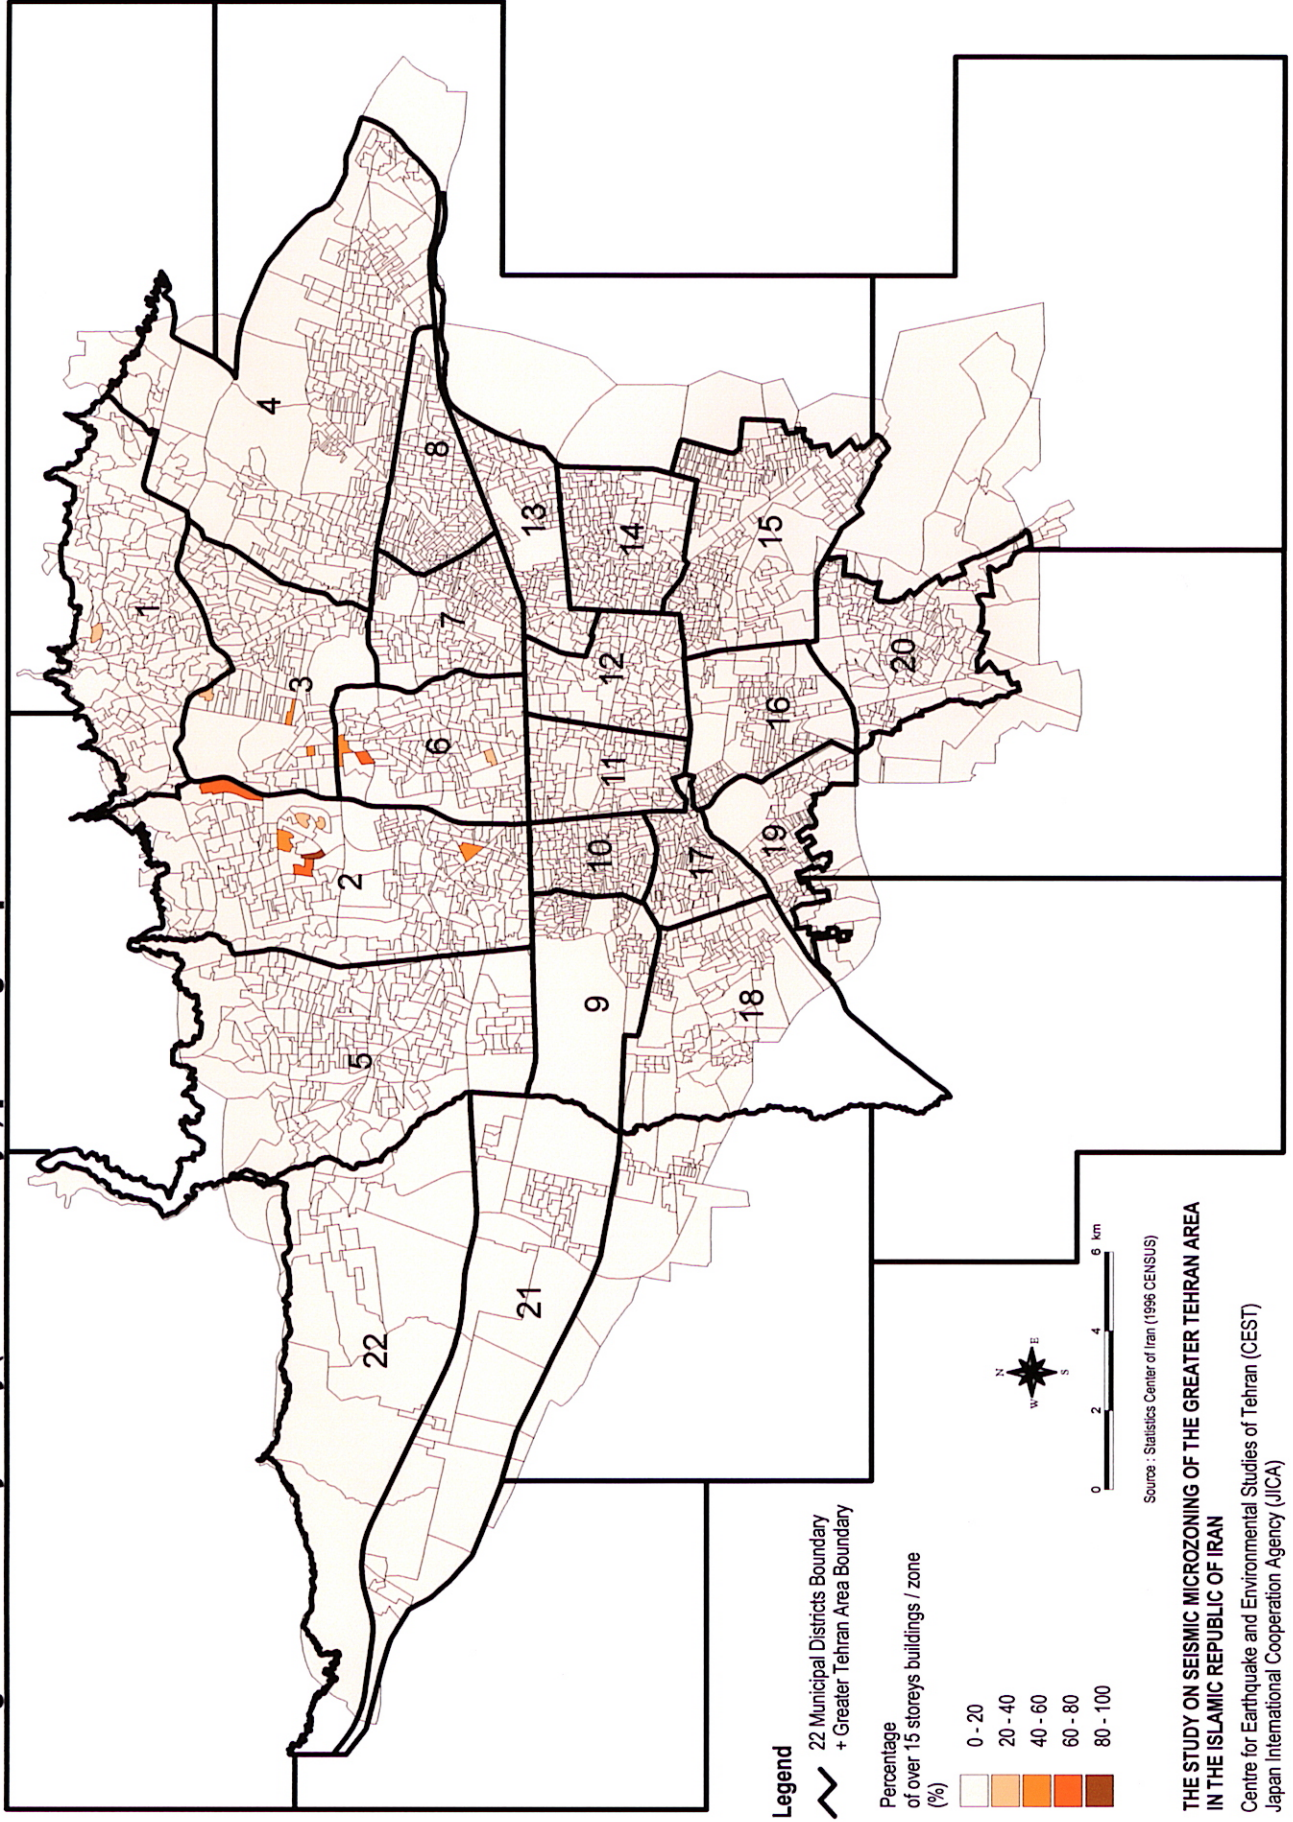 1
2
3
4
5
6
7
8
9
10
11
12
13
14
15
16
17
18
19
20
21
22
Legend
22 Municipal Districts Boundary
+ Greater Tehran Area Boundary
Percentage
of over 15 storeys buildings / zone
(%)
0 - 20
20 - 40
40 - 60
60 - 80
80 - 100
N
W
E
S
0 2 4 6 km
Source : Statistics Center of Iran (1996 CENSUS)
THE STUDY ON SEISMIC MICROZONING OF THE GREATER TEHRAN AREA
IN THE ISLAMIC REPUBLIC OF IRAN
Centre for Earthquake and Environmental Studies of Tehran (CEST)
Japan International Cooperation Agency (JICA)